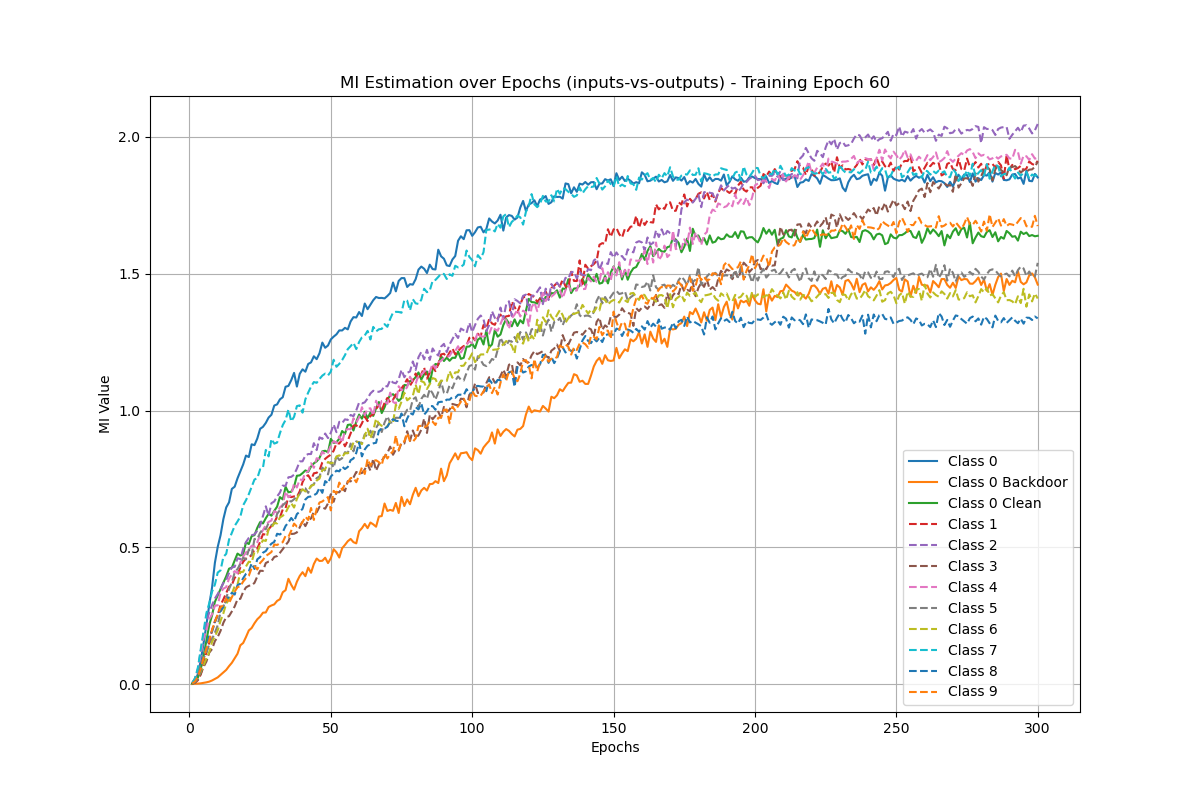 MI Estimation over Epochs (inputs-vs-outputs) - Training Epoch 60
2.0
1.5
1.0
0.5
0.0
MI Value
0 50 100 150 200 250 300
Epochs
Class 0
Class 0 Backdoor
Class 0 Clean
Class 1
Class 2
Class 3
Class 4
Class 5
Class 6
Class 7
Class 8
Class 9